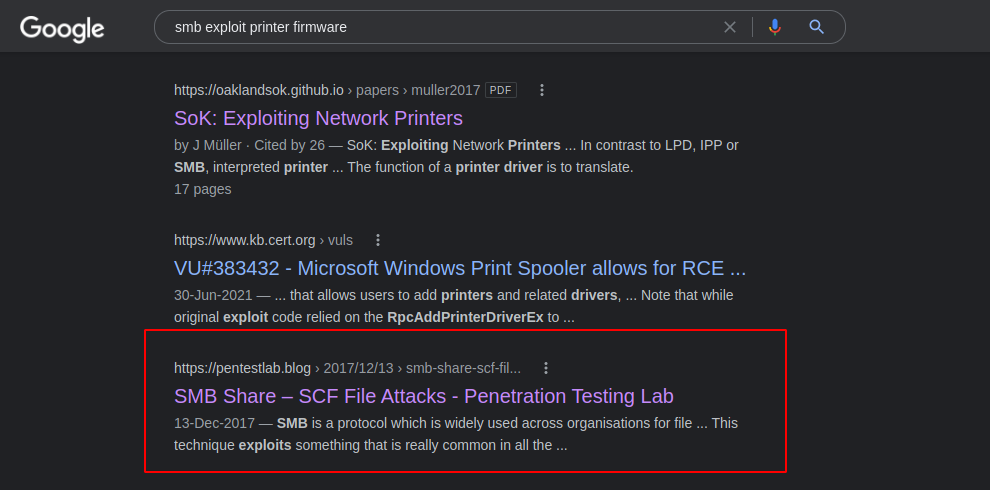 Google
smb exploit printer firmware
https://oaklandsok.github.io › papers › muller2017 PDF
SoK: Exploiting Network Printers
by J Müller · Cited by 26 — SoK: Exploiting Network Printers ... In contrast to LPD, IPP or
SMB, interpreted printer ... The function of a printer driver is to translate.
17 pages
https://www.kb.cert.org › vuls
VU#383432 - Microsoft Windows Print Spooler allows for RCE ...
30-Jun-2021 — ... that allows users to add printers and related drivers, ... Note that while
original exploit code relied on the RpcAddPrinterDriverEx to ...
https://pentestlab.blog › 2017/12/13 › smb-share-scf-fil...
SMB Share – SCF File Attacks - Penetration Testing Lab
13-Dec-2017 — SMB is a protocol which is widely used across organisations for file ... This
technique exploits something that is really common in all the ...